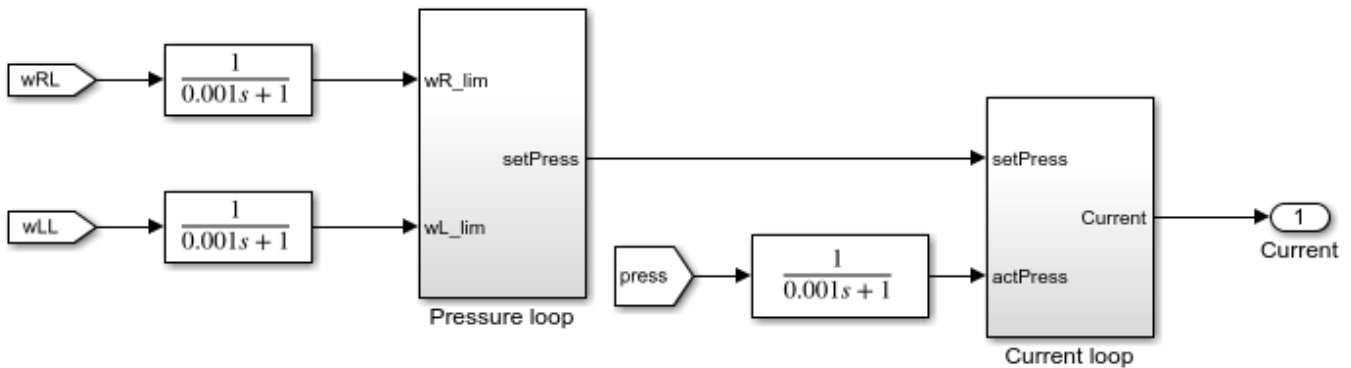 wRL
1
0.001s + 1
wR_lim
setPress
wLL
1
0.001s + 1
wL_lim
Pressure loop
press
1
0.001s + 1
setPress
Current
actPress
Current loop
1
Current